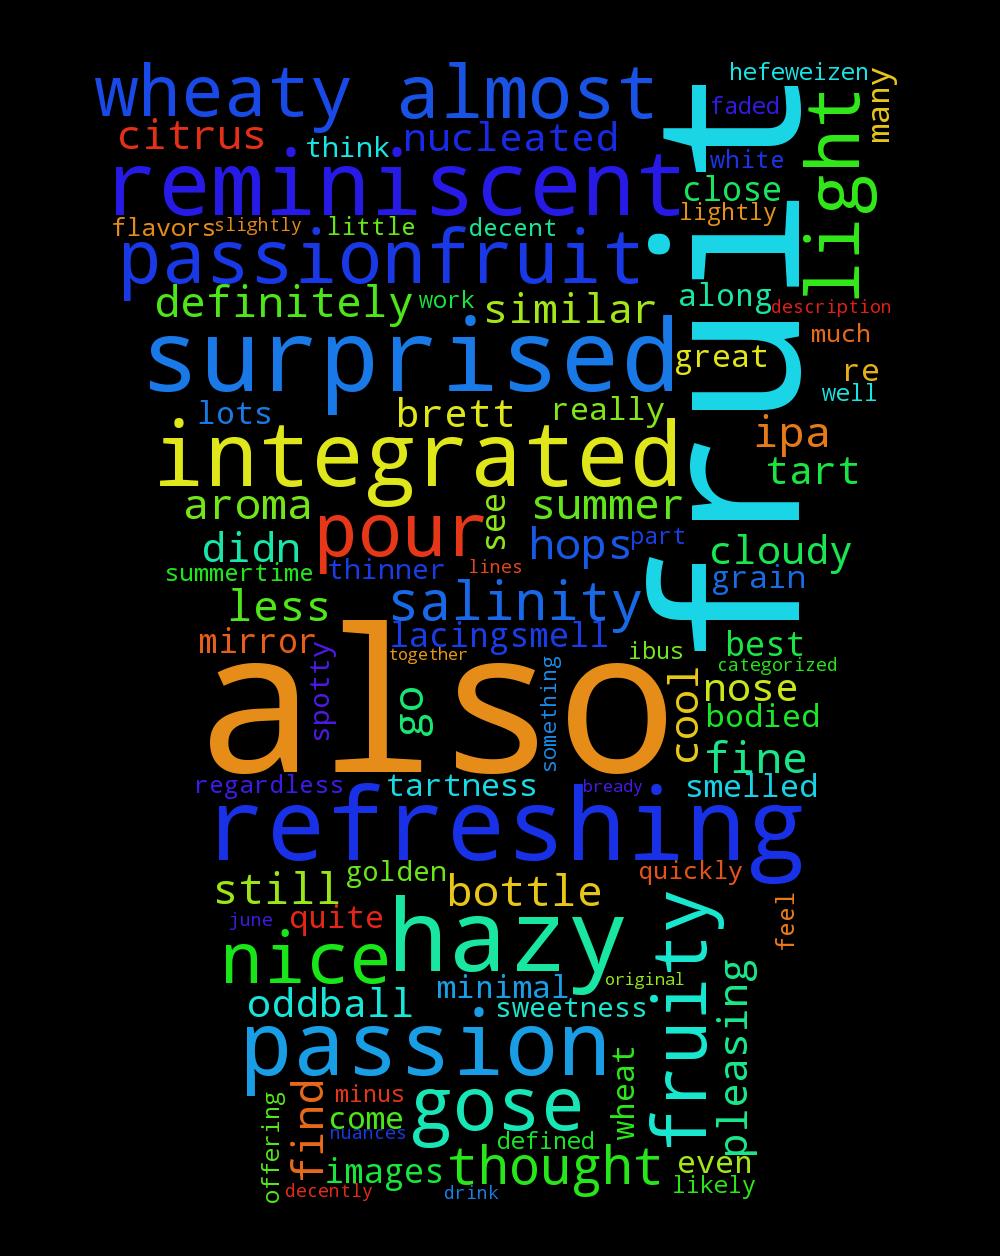 hefeweizen
wheaty almost
faded
many
citrus
think
nucleated
light
white
reminiscent
close
flavors
slightly
little
decent
lightly
fruit
passionfruit
definitely
work
similar
along
description
surprised
great
much
re
well
lots
brett
really
integrated
ipa
tart
aroma
pour
see
summer
didn
hops
part
cloudy
summertime
thinner
lines
grain
less
salinity
mirror
lacingsmell
ibus
best
together
categorized
spotty
also
go
something
cool
nose
bodied
fine
regardless
tartness
bready
smelled
refreshing
golden
quickly
still
bottle
june
quite
hazy
fruity
feel
nice
original
minimal
oddball
sweetness
pleasing
passion
wheat
minus
find
gose
come
offering
nuances
defined
images
thought
even
decently
drink
likely